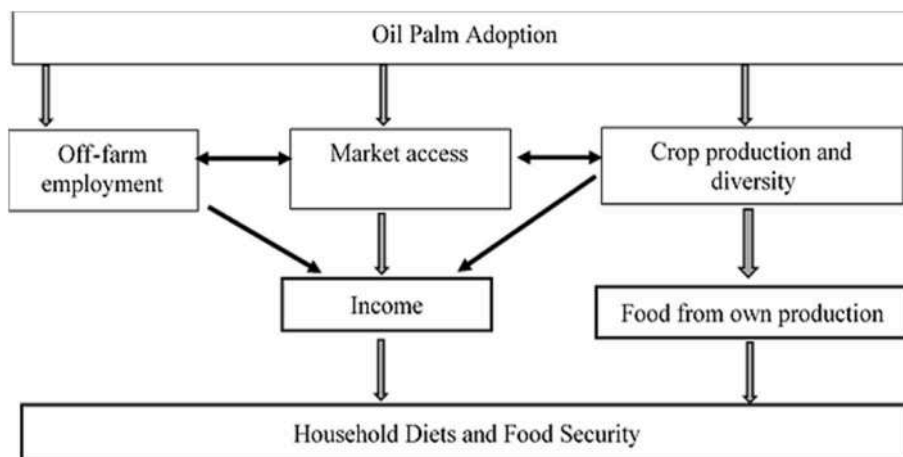 Oil Palm Adoption
Off-farm
employment
Market access
Crop production and
diversity
Income
Food from own production
Household Diets and Food Security